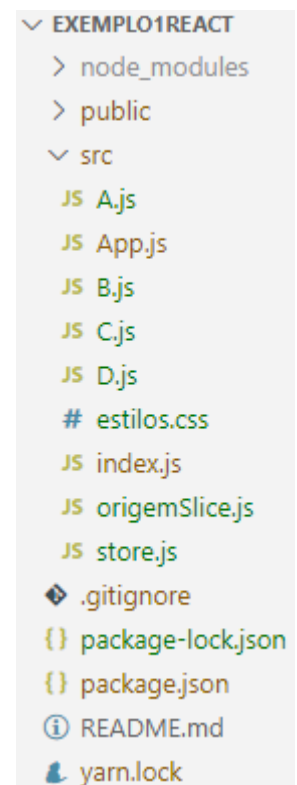 EXEMPLO1REACT
node_modules
public
src
JS A.js
JS App.js
JS B.js
JS C.js
JS D.js
# estilos.css
JS index.js
JS origemSlice.js
JS store.js
.gitignore
{} package-lock.json
{} package.json
README.md
yarn.lock